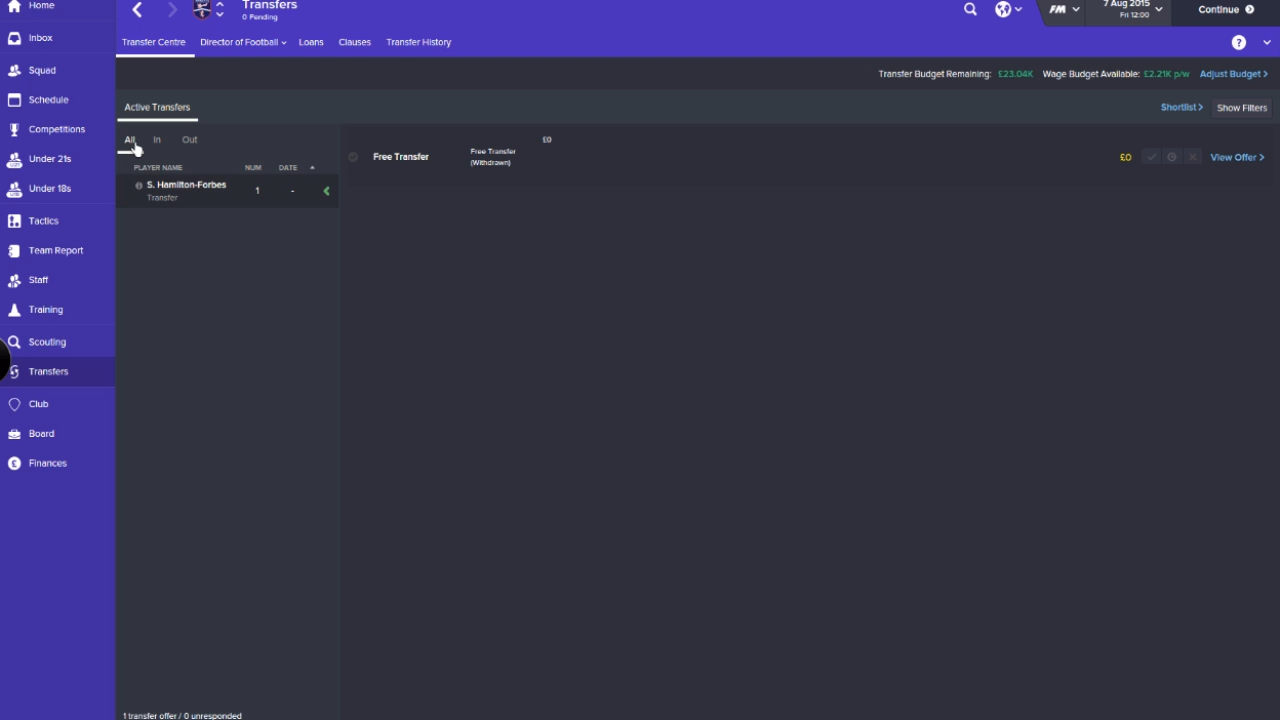 Home
Transfers
0 Pending
FM
7 Aug 2015
Fri 12:00
Continue
Inbox
Transfer Centre
Director of Football
Loans
Clauses
Transfer History
?
Squad
Transfer Budget Remaining: £23.04K
Wage Budget Available: £2.21K p/w
Adjust Budget >
Schedule
Active Transfers
Shortlist >
Show Filters
Competitions
All
In
Out
£0
Under 21s
Free Transfer
Free Transfer
(Withdrawn)
£0
View Offer >
PLAYER NAME
NUM
DATE
Under 18s
S. Hamilton-Forbes
1
-
Transfer
Tactics
Team Report
Staff
Training
Scouting
Transfers
Club
Board
Finances
1 transfer offer / 0 unresponded